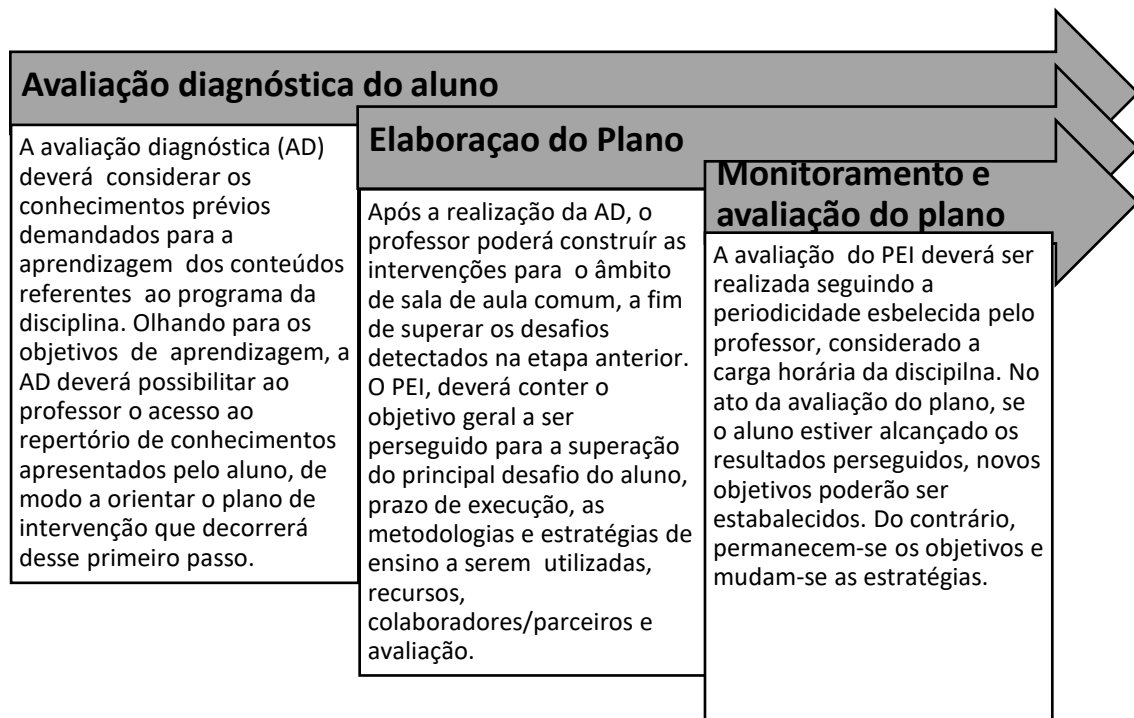 Avaliação diagnóstica do aluno
A avaliação diagnóstica (AD)
deverá considerar os
conhecimentos prévios
demandados para a
aprendizagem dos conteúdos
referentes ao programa da
disciplina. Olhando para os
objetivos de aprendizagem, a
AD deverá possibilitar ao
professor o acesso ao
repertório de conhecimentos
apresentados pelo aluno, de
modo a orientar o plano de
intervenção que decorrerá
desse primeiro passo.
Elaboraçao do Plano
Após a realização da AD, o
professor poderá construír as
intervenções para o âmbito
de sala de aula comum, a fim
de superar os desafios
detectados na etapa anterior.
O PEI, deverá conter o
objetivo geral a ser
perseguido para a superação
do principal desafio do aluno,
prazo de execução, as
metodologias e estratégias de
ensino a serem utilizadas,
recursos,
colaboradores/parceiros e
avaliação.
Monitoramento e
avaliação do plano
A avaliação do PEI deverá ser
realizada seguindo a
periodicidade esbelecida pelo
professor, considerado a
carga horária da discipilna. No
ato da avaliação do plano, se
o aluno estiver alcançado os
resultados perseguidos, novos
objetivos poderão ser
estabalecidos. Do contrário,
permanecem-se os objetivos e
mudam-se as estratégias.